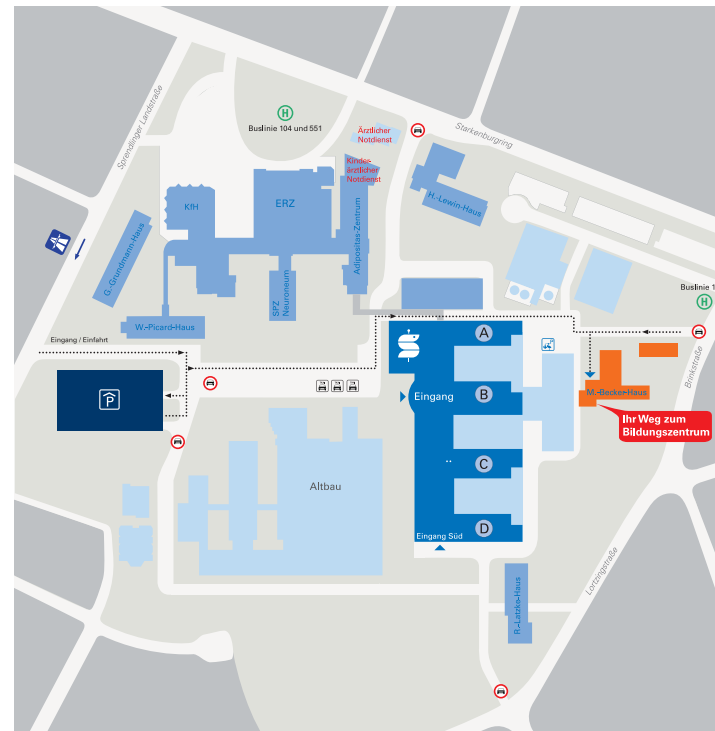 Sprendlinger Landstraße
H
Buslinie 104 und 551
Ärztlicher
Notdienst
Kinder-
ärztlicher
Notdienst
Starkenburgring
KfH
ERZ
Adipositas-Zentrum
H.-Lewin-Haus
G.-Grundmann-Haus
SPZ
Neuroneum
W.-Picard-Haus
H
Buslinie 1
Eingang / Einfahrt
P
A
Eingang
B
M.-Becker-Haus
Brinkstraße
Ihr Weg zum
Bildungszentrum
C
Altbau
D
Eingang Süd
R.-Latzke-Haus
Lortzingstraße